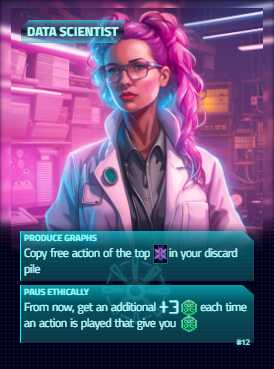 DATA SCIENTIST
PRODUCE GRAPHS
Copy free action of the top in your discard
pile
PAUS ETHICALLY
From now, get an additional +3 each time
an action is played that give you
#12